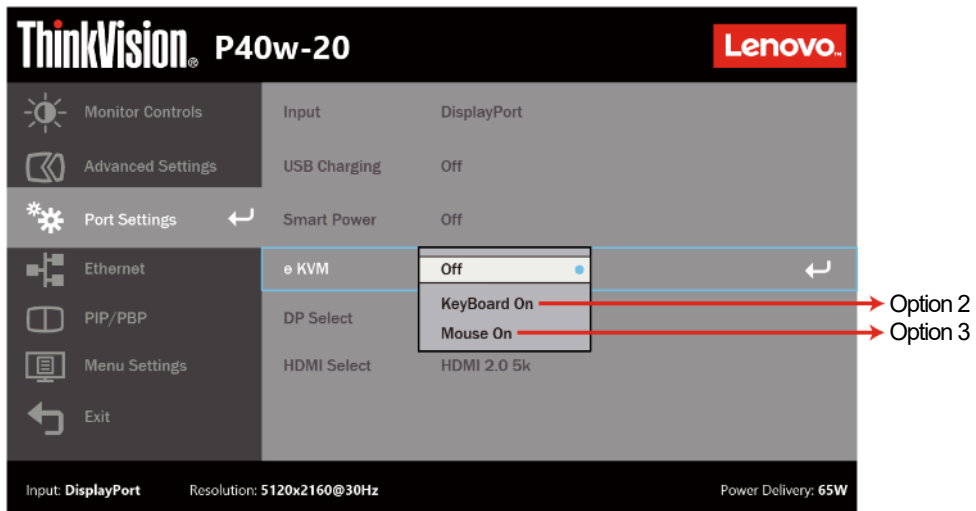 ThinkVision® P40w-20 Lenovo™
Monitor Controls Input DisplayPort
Advanced Settings USB Charging Off
Port Settings Smart Power Off
Ethernet e KVM Off
KeyBoard On Option 2
PIP/PBP DP Select
Mouse On Option 3
Menu Settings HDMI Select HDMI 2.0 5k
Exit
Input: DisplayPort Resolution: 5120x2160@30Hz Power Delivery: 65W